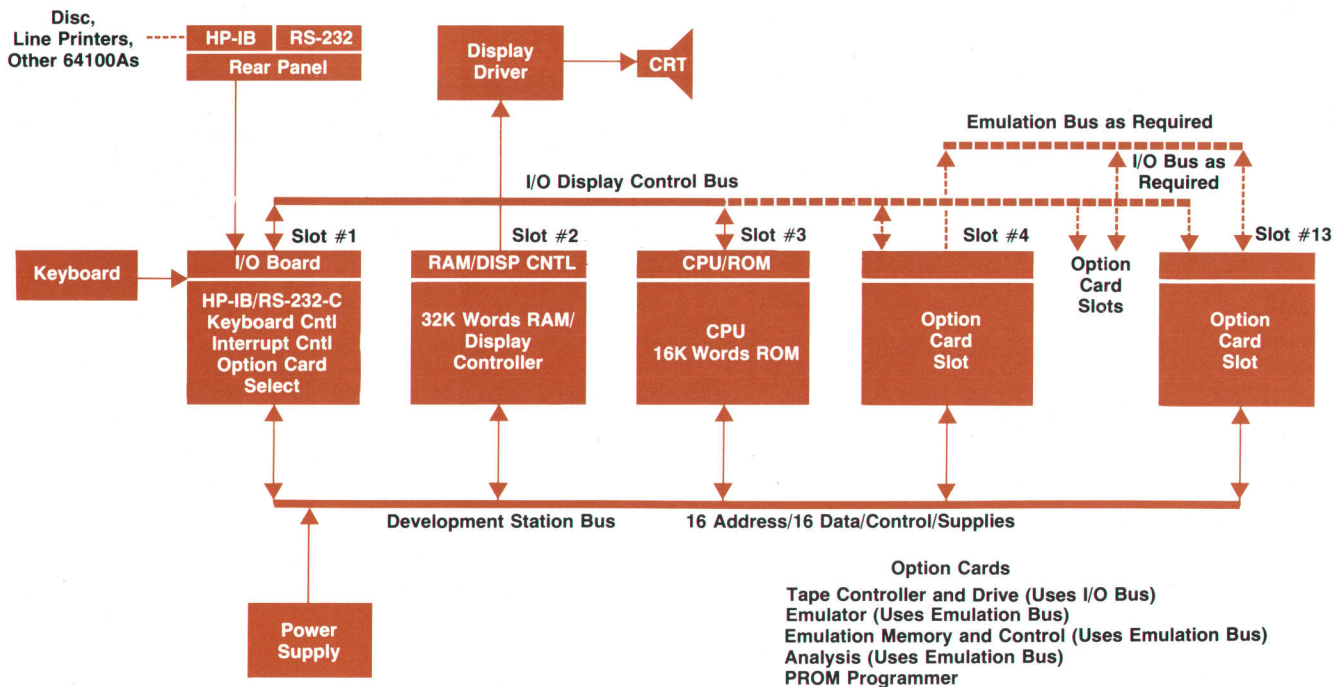 Disc,
Line Printers,
Other 64100As
HP-IB
RS-232
Rear Panel
Display
Driver
CRT
Emulation Bus as Required
I/O Bus as
Required
I/O Display Control Bus
Slot #1
Slot #2
Slot #3
Slot #4
Slot #13
Keyboard
I/O Board
HP-IB/RS-232-C
Keyboard Cntl
Interrupt Cntl
Option Card
Select
RAM/DISP CNTL
32K Words RAM/
Display
Controller
CPU/ROM
CPU
16K Words ROM
Option
Card
Slot
Option
Card
Slots
Option
Card
Slot
Development Station Bus
16 Address/16 Data/Control/Supplies
Power
Supply
Option Cards
Tape Controller and Drive (Uses I/O Bus)
Emulator (Uses Emulation Bus)
Emulation Memory and Control (Uses Emulation Bus)
Analysis (Uses Emulation Bus)
PROM Programmer